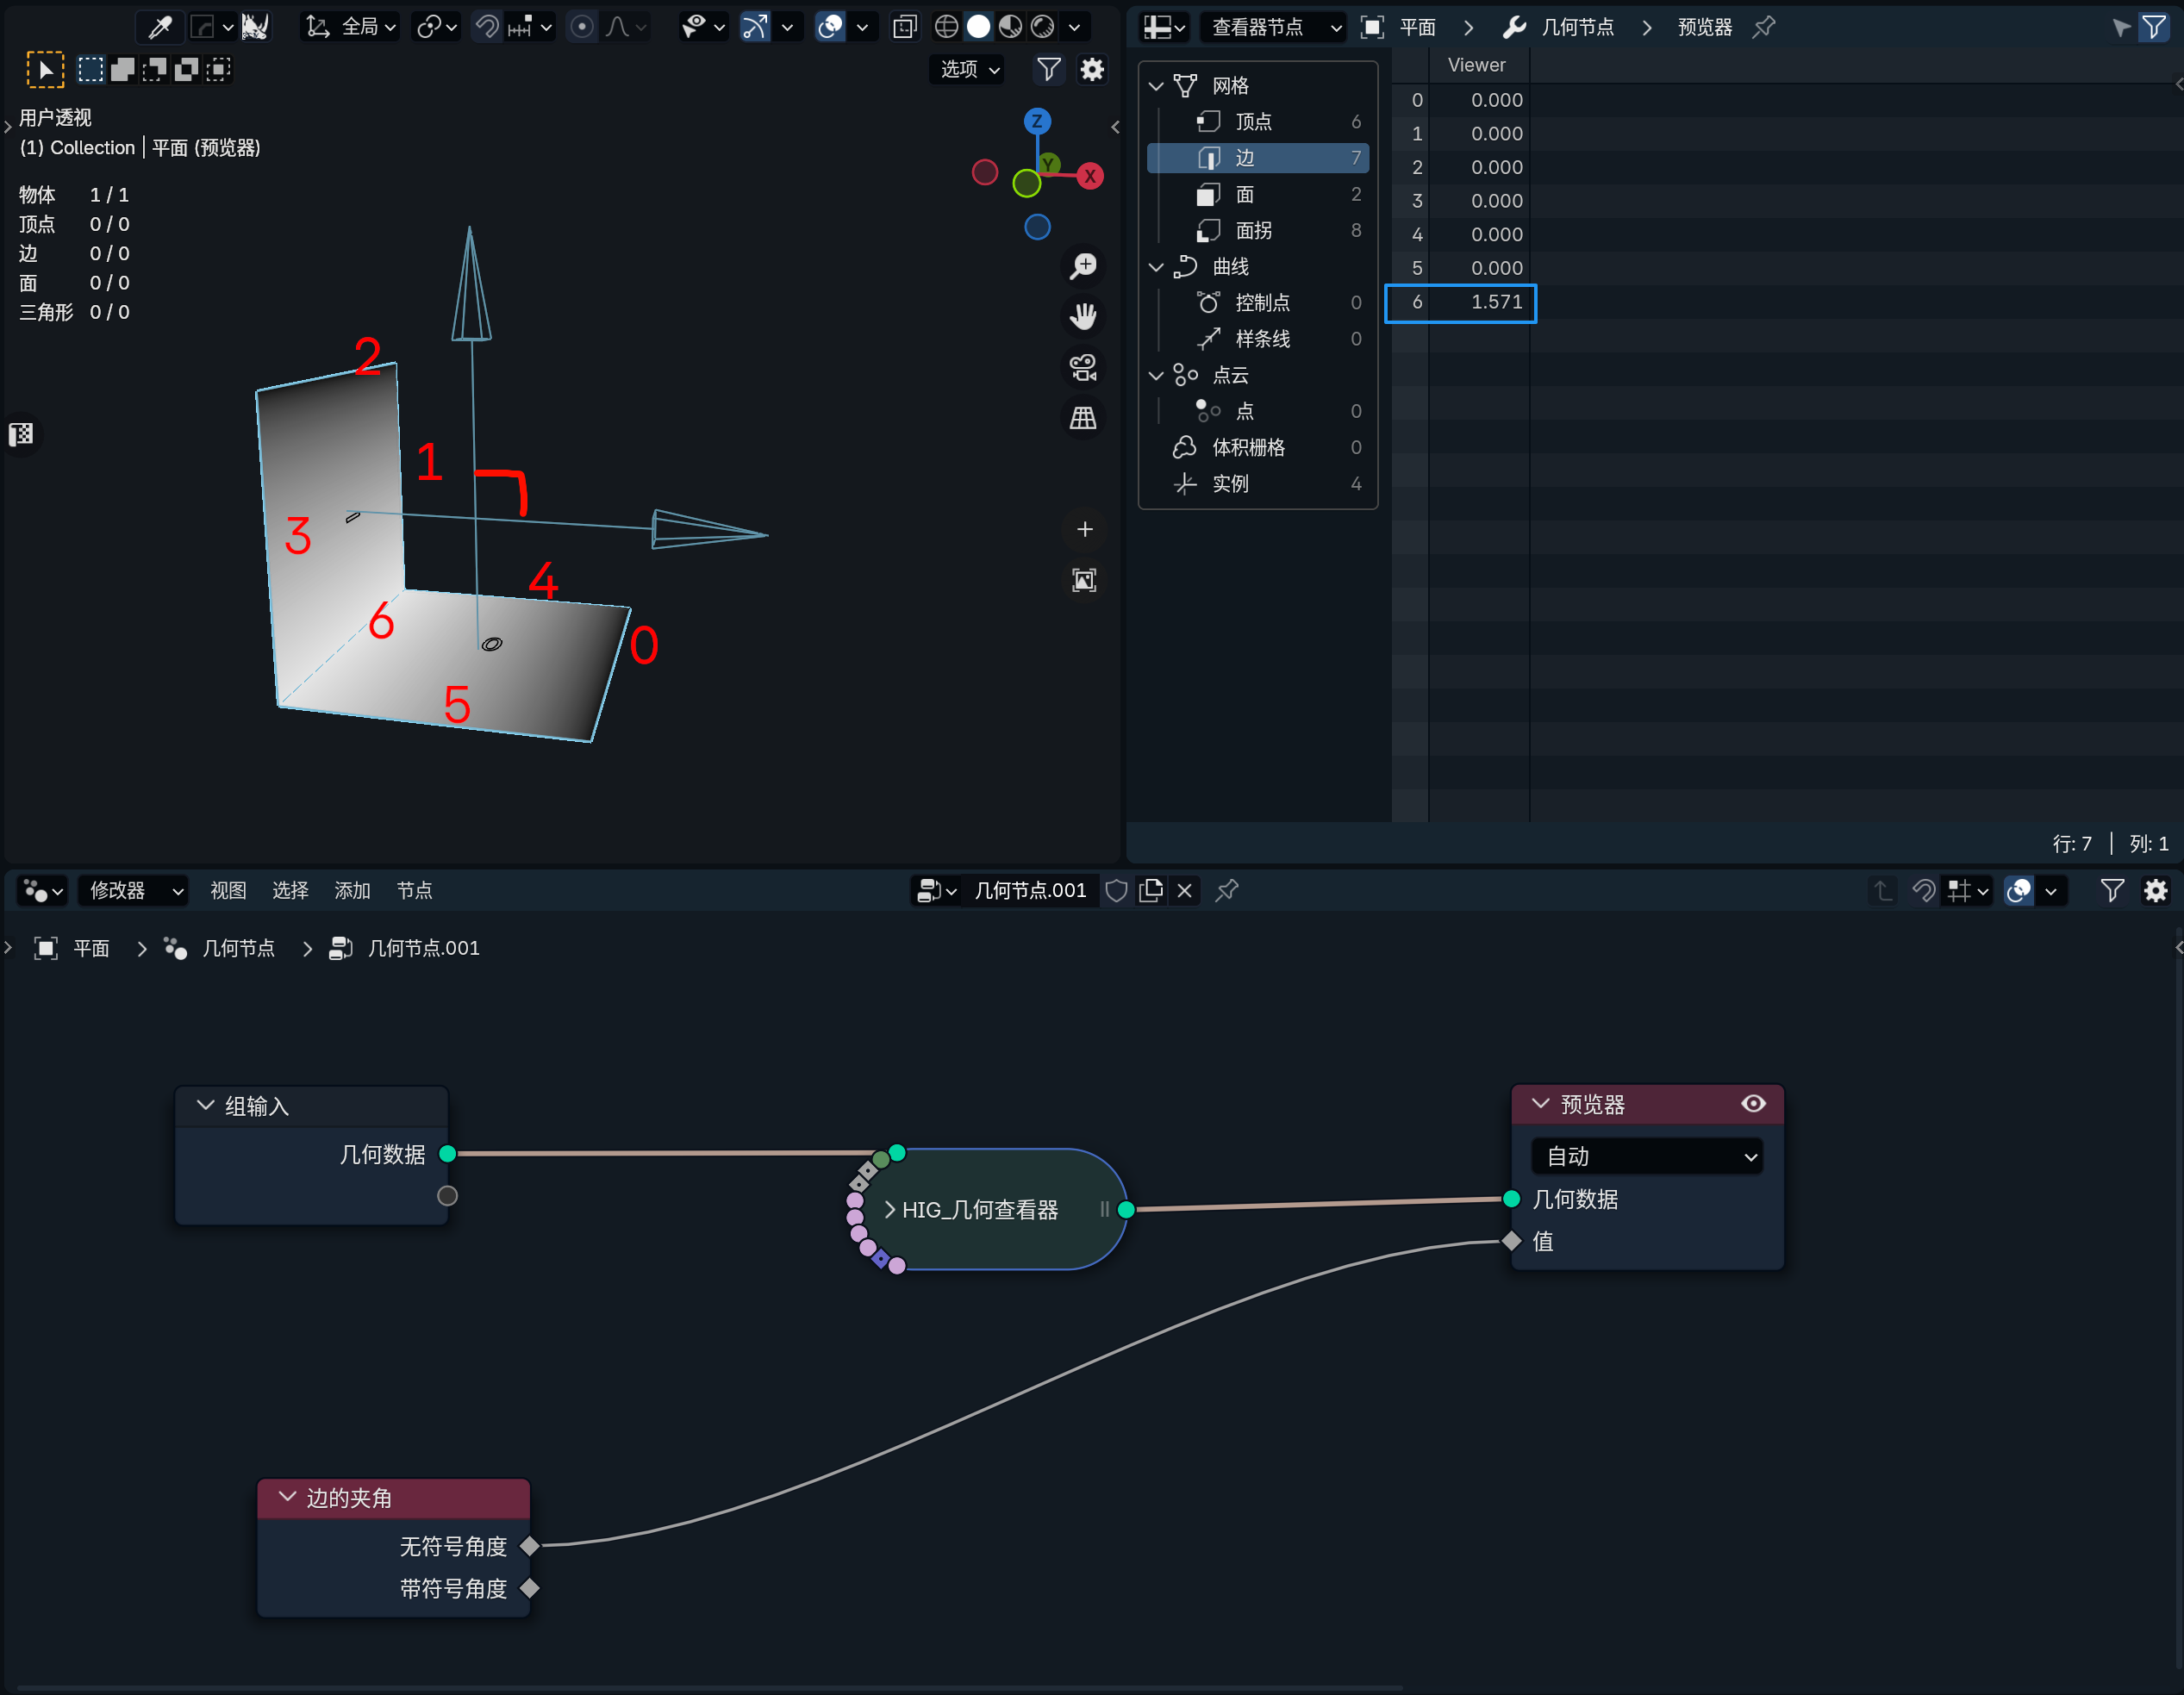 全局
选项
用户透视
(1) Collection | 平面 (预览器)
物体 1 / 1
顶点 0 / 0
边 0 / 0
面 0 / 0
三角形 0 / 0
Z
Y
X
2
1
3
4
6
0
5
查看器节点 平面 几何节点 预览器
网格
顶点 6
边 7
面 2
面拐 8
曲线
控制点 0
样条线 0
点云
点 0
体积栅格 0
实例 4
Viewer
0 0.000
1 0.000
2 0.000
3 0.000
4 0.000
5 0.000
6 1.571
行: 7 | 列: 1
修改器 视图 选择 添加 节点 几何节点.001
平面 几何节点 几何节点.001
组输入
几何数据
HIG_几何查看器
预览器
自动
几何数据
值
边的夹角
无符号角度
带符号角度